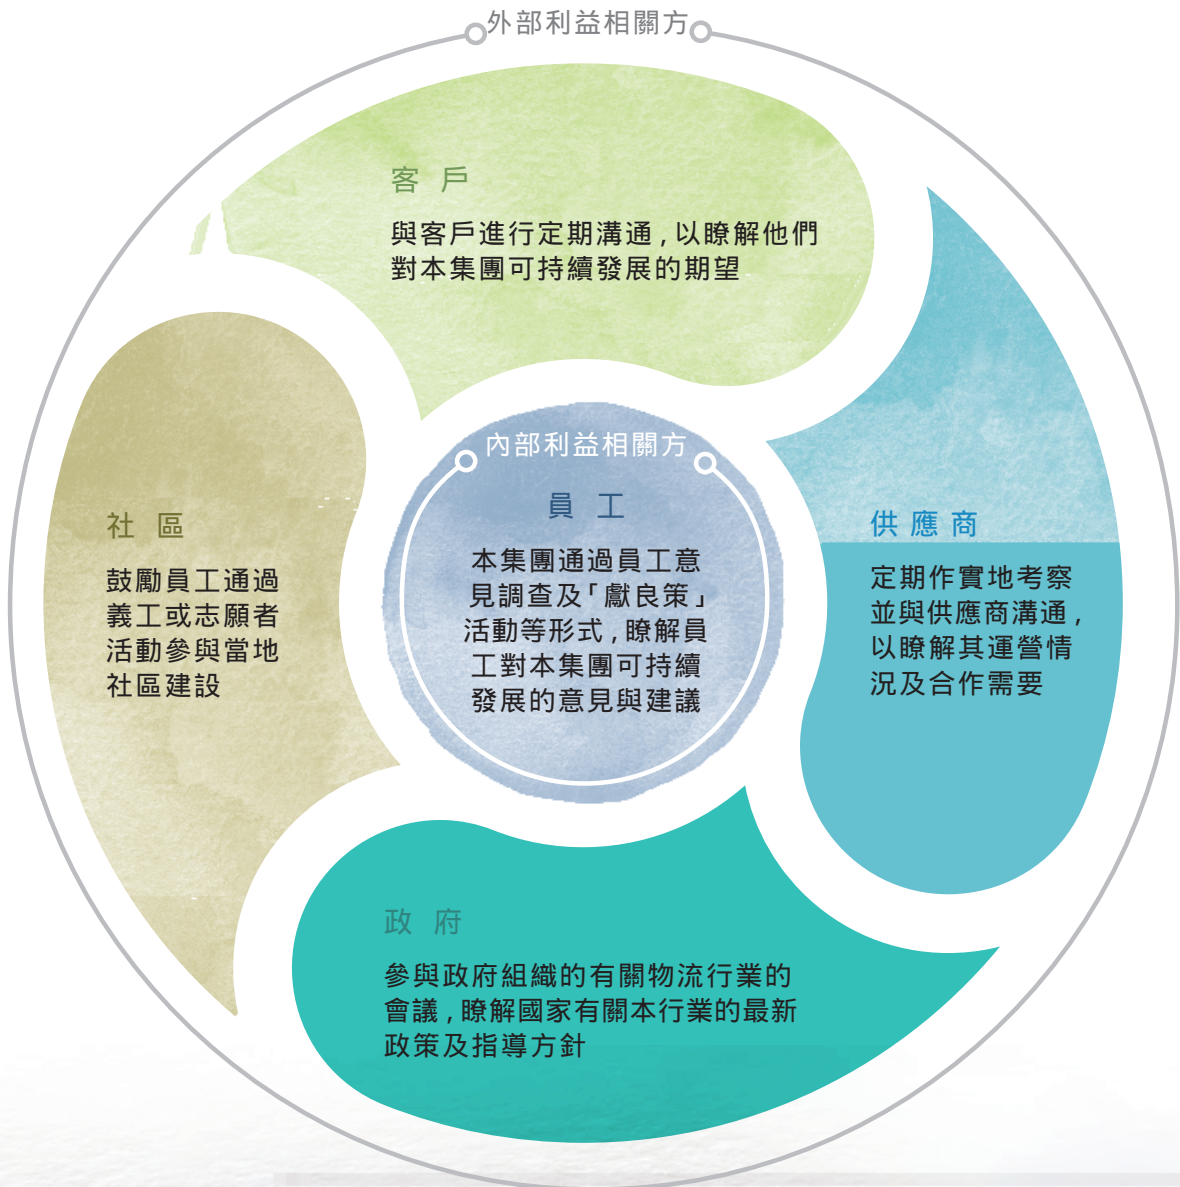 外部利益相關方
客戶
與客戶進行定期溝通，以瞭解他們
對本集團可持續發展的期望
內部利益相關方
員工
本集團通過員工意
見調查及「獻良策」
活動等形式，瞭解員
工對本集團可持續
發展的意見與建議
社區
鼓勵員工通過
義工或志願者
活動參與當地
社區建設
供應商
定期作實地考察
並與供應商溝通，
以瞭解其運營情
況及合作需要
政府
參與政府組織的有關物流行業的
會議，瞭解國家有關本行業的最新
政策及指導方針